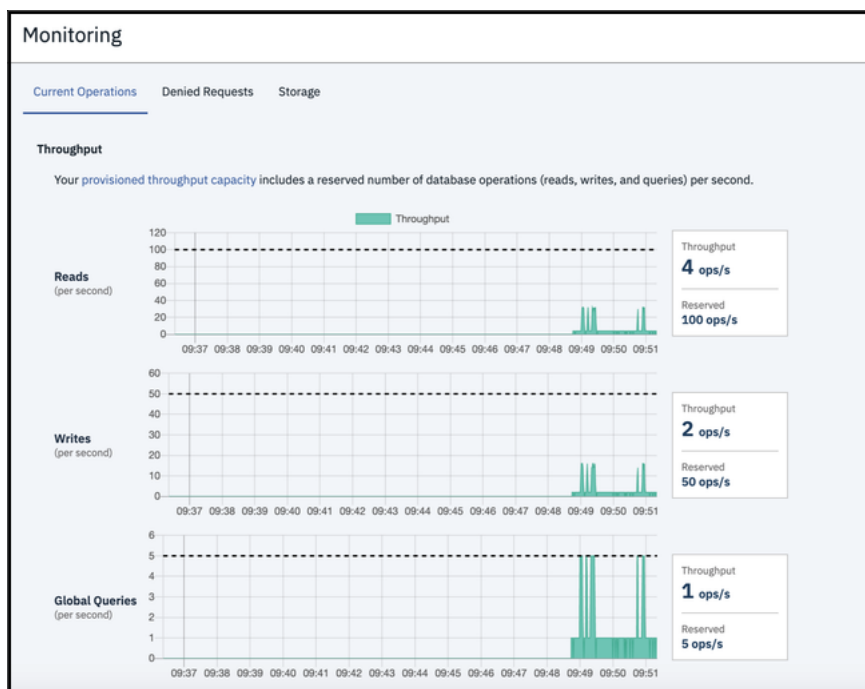 Monitoring
Current Operations Denied Requests Storage
Throughput
Your provisioned throughput capacity includes a reserved number of database operations (reads, writes, and queries) per second.
Throughput
Reads
(per second)
120
100
80
60
40
20
0
09:37 09:38 09:39 09:40 09:41 09:42 09:43 09:44 09:45 09:46 09:47 09:48 09:49 09:50 09:51
Throughput
4 ops/s
Reserved
100 ops/s
Writes
(per second)
60
50
40
30
20
10
0
09:37 09:38 09:39 09:40 09:41 09:42 09:43 09:44 09:45 09:46 09:47 09:48 09:49 09:50 09:51
Throughput
2 ops/s
Reserved
50 ops/s
Global Queries
(per second)
6
5
4
3
2
1
0
09:37 09:38 09:39 09:40 09:41 09:42 09:43 09:44 09:45 09:46 09:47 09:48 09:49 09:50 09:51
Throughput
1 ops/s
Reserved
5 ops/s